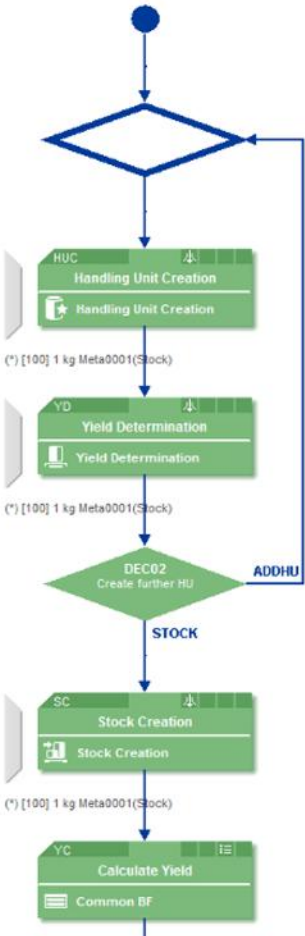 HUC
Handling Unit Creation
Handling Unit Creation
(*) [100] 1 kg Meta0001(Stock)
YD
Yield Determination
Yield Determination
(*) [100] 1 kg Meta0001(Stock)
DEC02
Create further HU
ADDHU
STOCK
SC
Stock Creation
Stock Creation
(*) [100] 1 kg Meta0001(Stock)
YC
Calculate Yield
Common BF